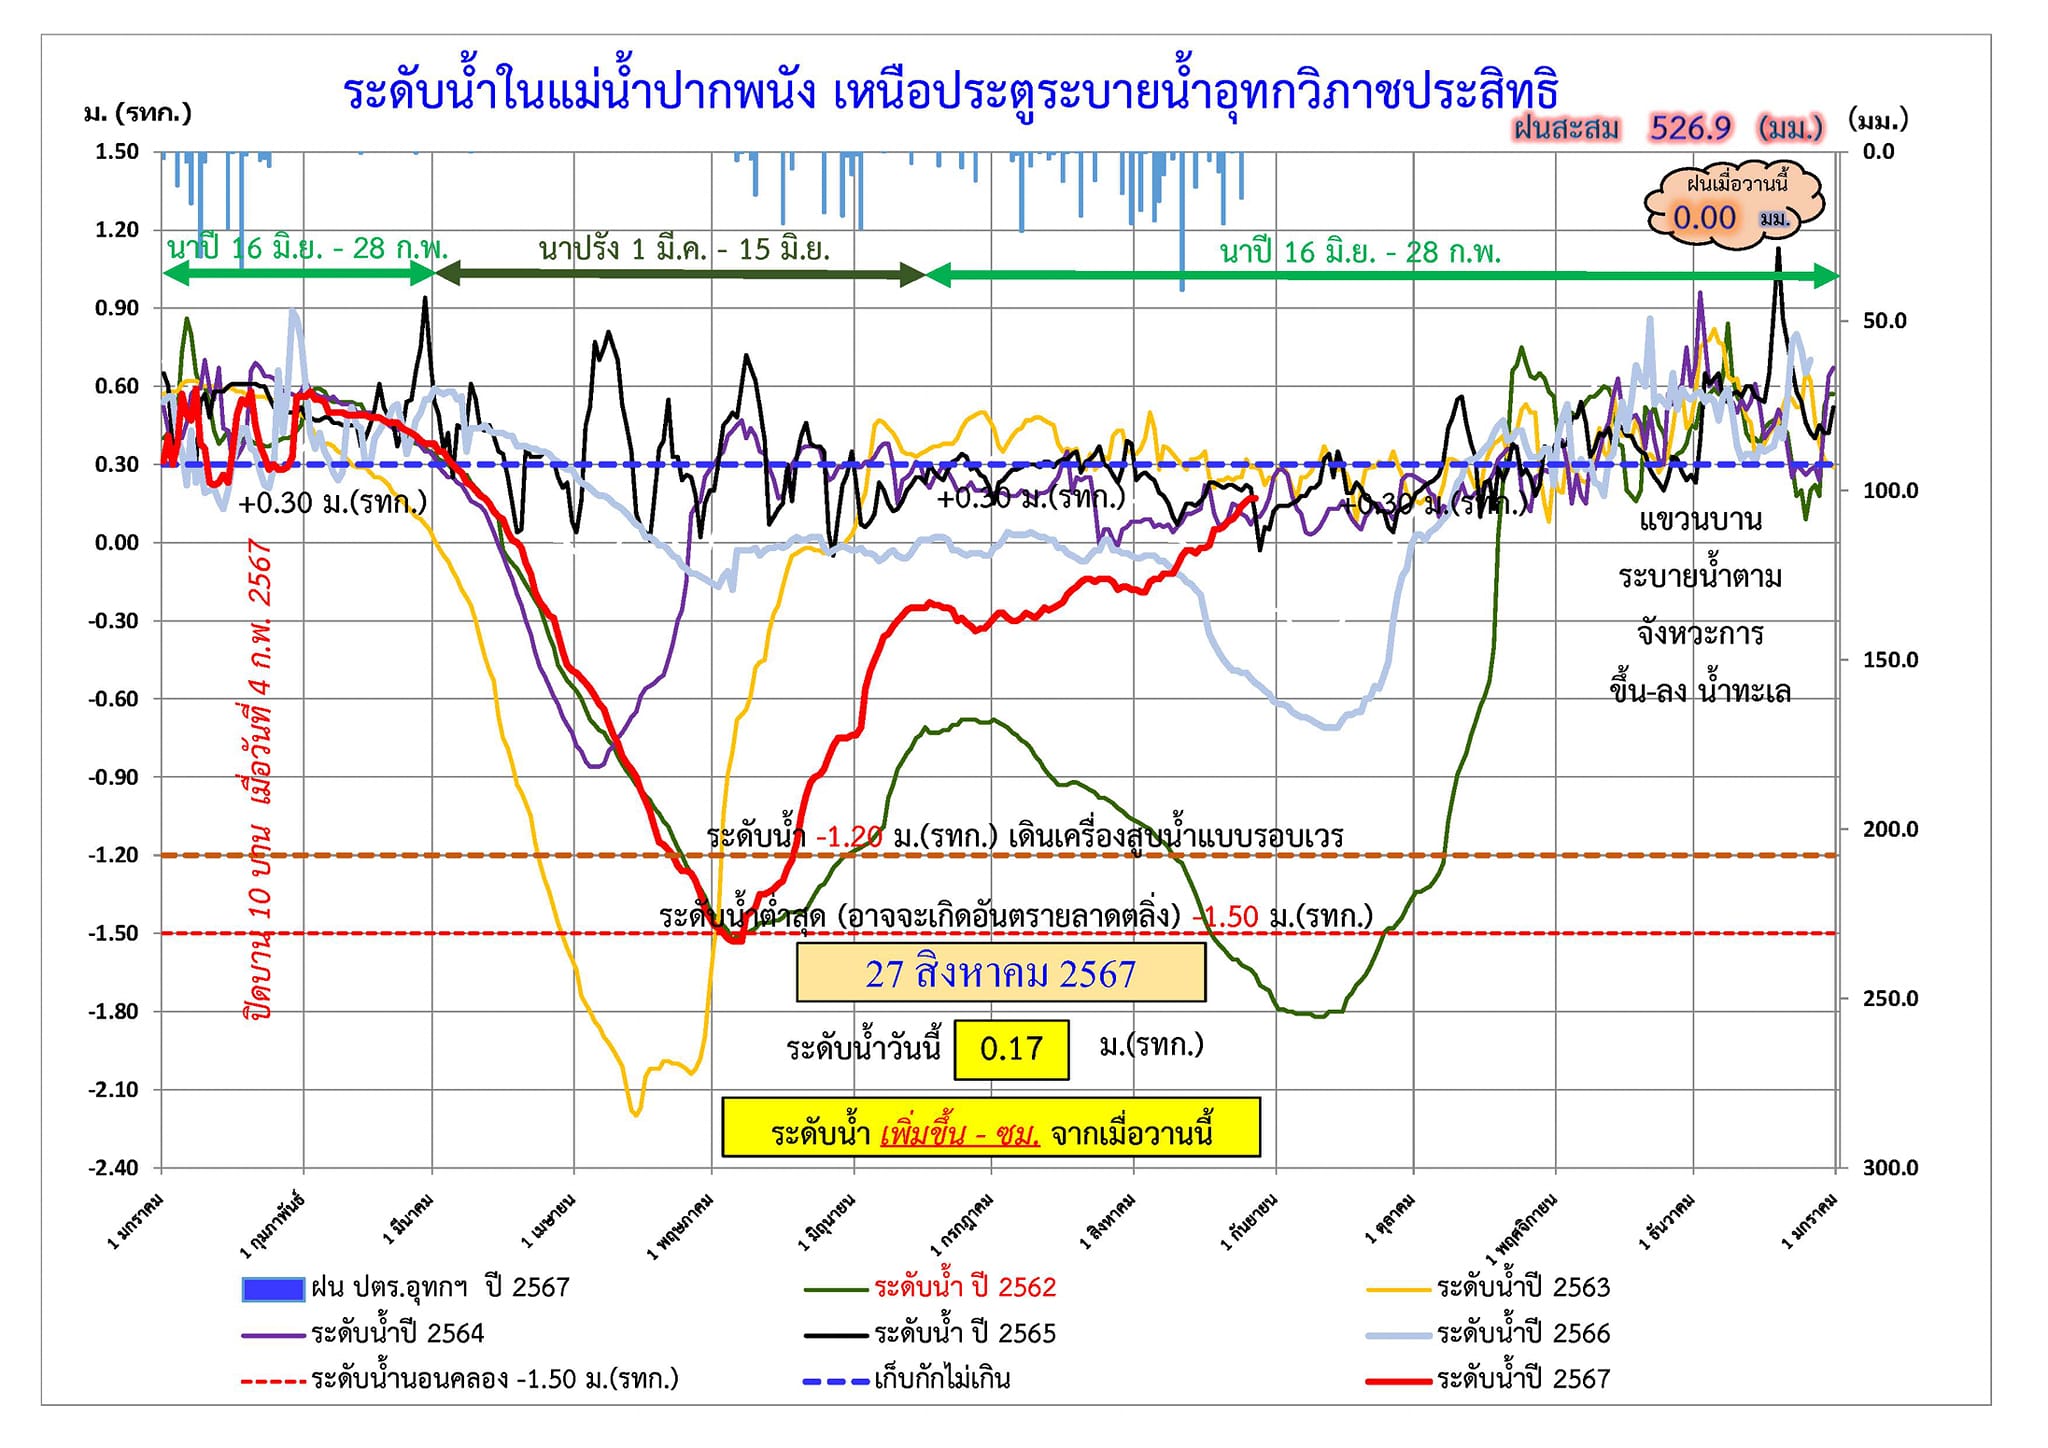 ระดับน้ำในแม่น้ำปากพนัง เหนือประตูระบายน้ำอุทกวิภาชประสิทธิ
ม. (รทก.)
ฝนสะสม 526.9 (มม.)
(มม.)
ฝนเมื่อวานนี้
0.00 มม.
1.50
1.20
0.90
0.60
0.30
0.00
-0.30
-0.60
-0.90
-1.20
-1.50
-1.80
-2.10
-2.40
0.0
50.0
100.0
150.0
200.0
250.0
300.0
นาปี 16 มิ.ย. - 28 ก.พ.
นาปรัง 1 มี.ค. - 15 มิ.ย.
นาปี 16 มิ.ย. - 28 ก.พ.
+0.30 ม.(รทก.)
+0.30 ม.(รทก.)
+0.30 ม.(รทก.)
ปิดบาน 10 บาน เมื่อวันที่ 4 ก.พ. 2567
แขวนบาน
ระบายน้ำตาม
จังหวะการ
ขึ้น-ลง น้ำทะเล
ระดับน้ำ -1.20 ม.(รทก.) เดินเครื่องสูบน้ำแบบรอบเวร
ระดับน้ำต่ำสุด (อาจจะเกิดอันตรายลาดตลิ่ง) -1.50 ม.(รทก.)
27 สิงหาคม 2567
ระดับน้ำวันนี้ 0.17 ม.(รทก.)
ระดับน้ำ เพิ่มขึ้น - ซม. จากเมื่อวานนี้
1 มกราคม
1 กุมภาพันธ์
1 มีนาคม
1 เมษายน
1 พฤษภาคม
1 มิถุนายน
1 กรกฎาคม
1 สิงหาคม
1 กันยายน
1 ตุลาคม
1 พฤศจิกายน
1 ธันวาคม
1 มกราคม
ฝน ปตร.อุทกฯ ปี 2567
ระดับน้ำ ปี 2562
ระดับน้ำปี 2563
ระดับน้ำปี 2564
ระดับน้ำ ปี 2565
ระดับน้ำปี 2566
ระดับน้ำนอนคลอง -1.50 ม.(รทก.)
เก็บกักไม่เกิน
ระดับน้ำปี 2567